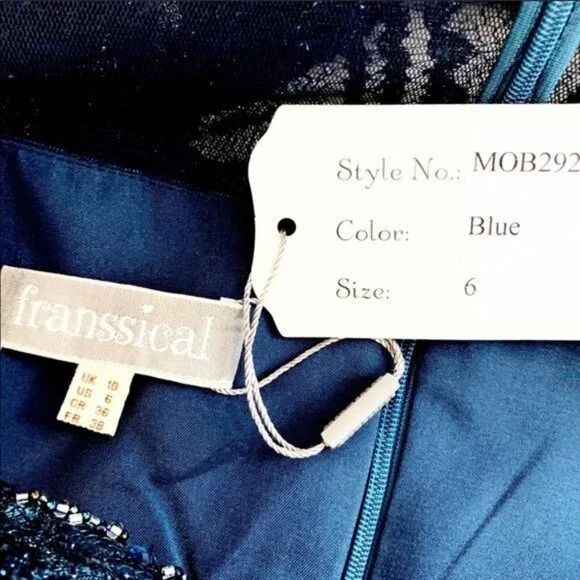 Style No.: MOB292
Color: Blue
Size: 6
franssical
UK 10
US 6
GR 36
FR 38